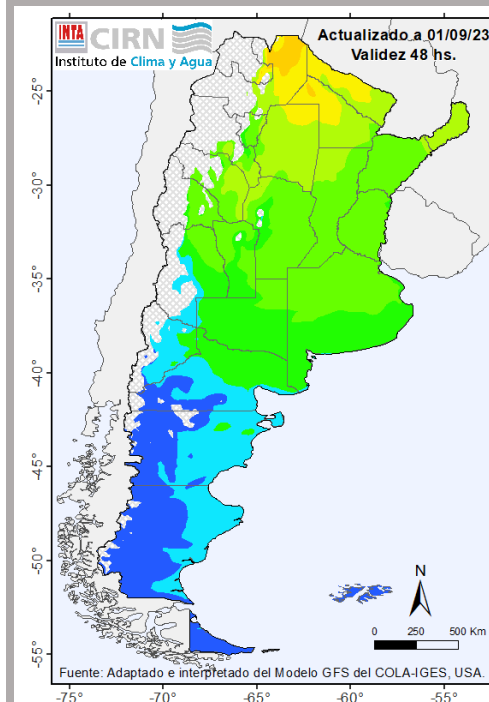 INTA CIRN
Instituto de Clima y Agua
Actualizado a 01/09/23
Validez 48 hs.
-25°
-30°
-35°
-40°
-45°
-50°
-55°
N
0 250 500 Km
Fuente: Adaptado e interpretado del Modelo GFS del COLA-IGES, USA.
-75° -70° -65° -60° -55°